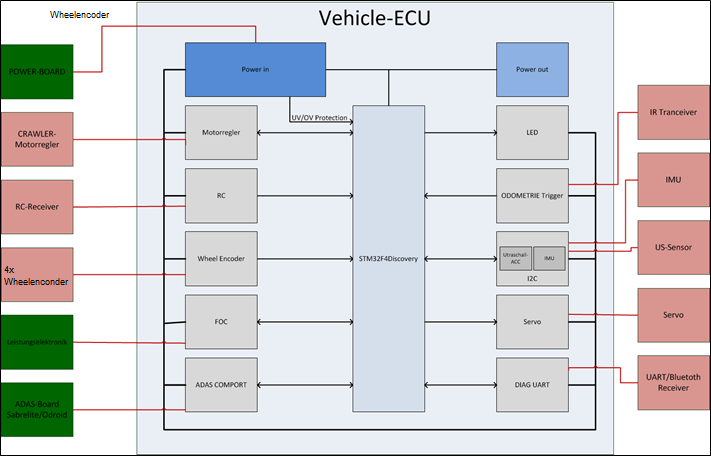 Wheelencoder
Vehicle-ECU
POWER-BOARD
Power in
Power out
UV/OV Protection
CRAWLER-
Motorregler
Motorregler
LED
IR Tranceiver
RC-Receiver
RC
ODOMETRIE Trigger
IMU
4x
Wheelenconder
Wheel Encoder
STM32F4Discovery
Utraschall-
ACC
IMU
I2C
US-Sensor
Leistungselektronik
FOC
Servo
Servo
ADAS-Board
Sabrelite/Odroid
ADAS COMPORT
DIAG UART
UART/Bluetoth
Receiver